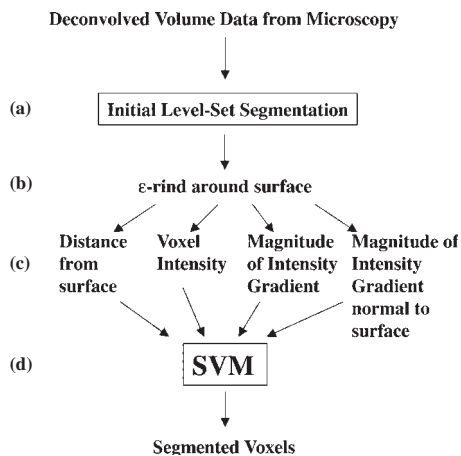 Deconvolved Volume Data from Microscopy
(a)
Initial Level-Set Segmentation
(b)
ε-rind around surface
(c)
Distance
from
surface
Voxel
Intensity
Magnitude
of Intensity
Gradient
Magnitude of
Intensity
Gradient
normal to
surface
(d)
SVM
Segmented Voxels